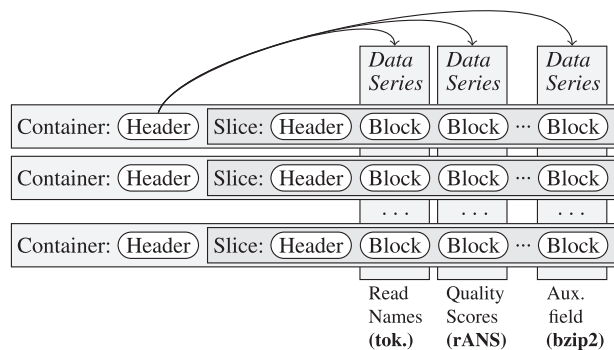 Data Series Data Series Data Series
Container: Header Slice: Header Block Block ... Block
Container: Header Slice: Header Block Block ... Block
... ... ...
Container: Header Slice: Header Block Block ... Block
Read Names (tok.)
Quality Scores (rANS)
Aux. field (bzip2)